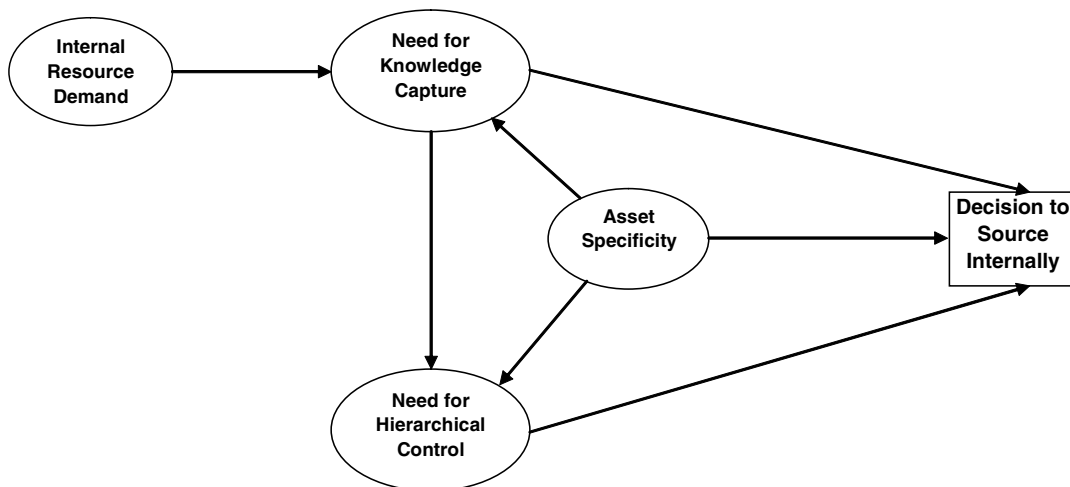 Internal
Resource
Demand
Need for
Knowledge
Capture
Asset
Specificity
Decision to
Source
Internally
Need for
Hierarchical
Control